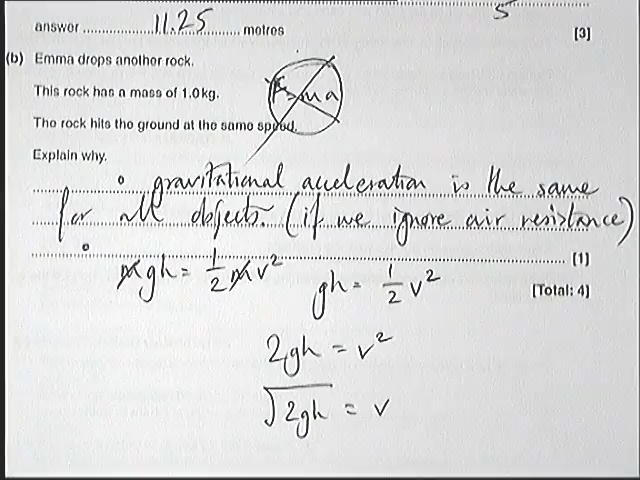 5
answer 11.25 metres
[3]
(b) Emma drops another rock.
This rock has a mass of 1.0kg.
F=ma
The rock hits the ground at the same speed.
Explain why.
gravitational acceleration is the same
for all objects. (if we ignore air resistance)
[1]
mgh = 1/2 mv² gh = 1/2 v²
[Total: 4]
2gh = v²
√2gh = v